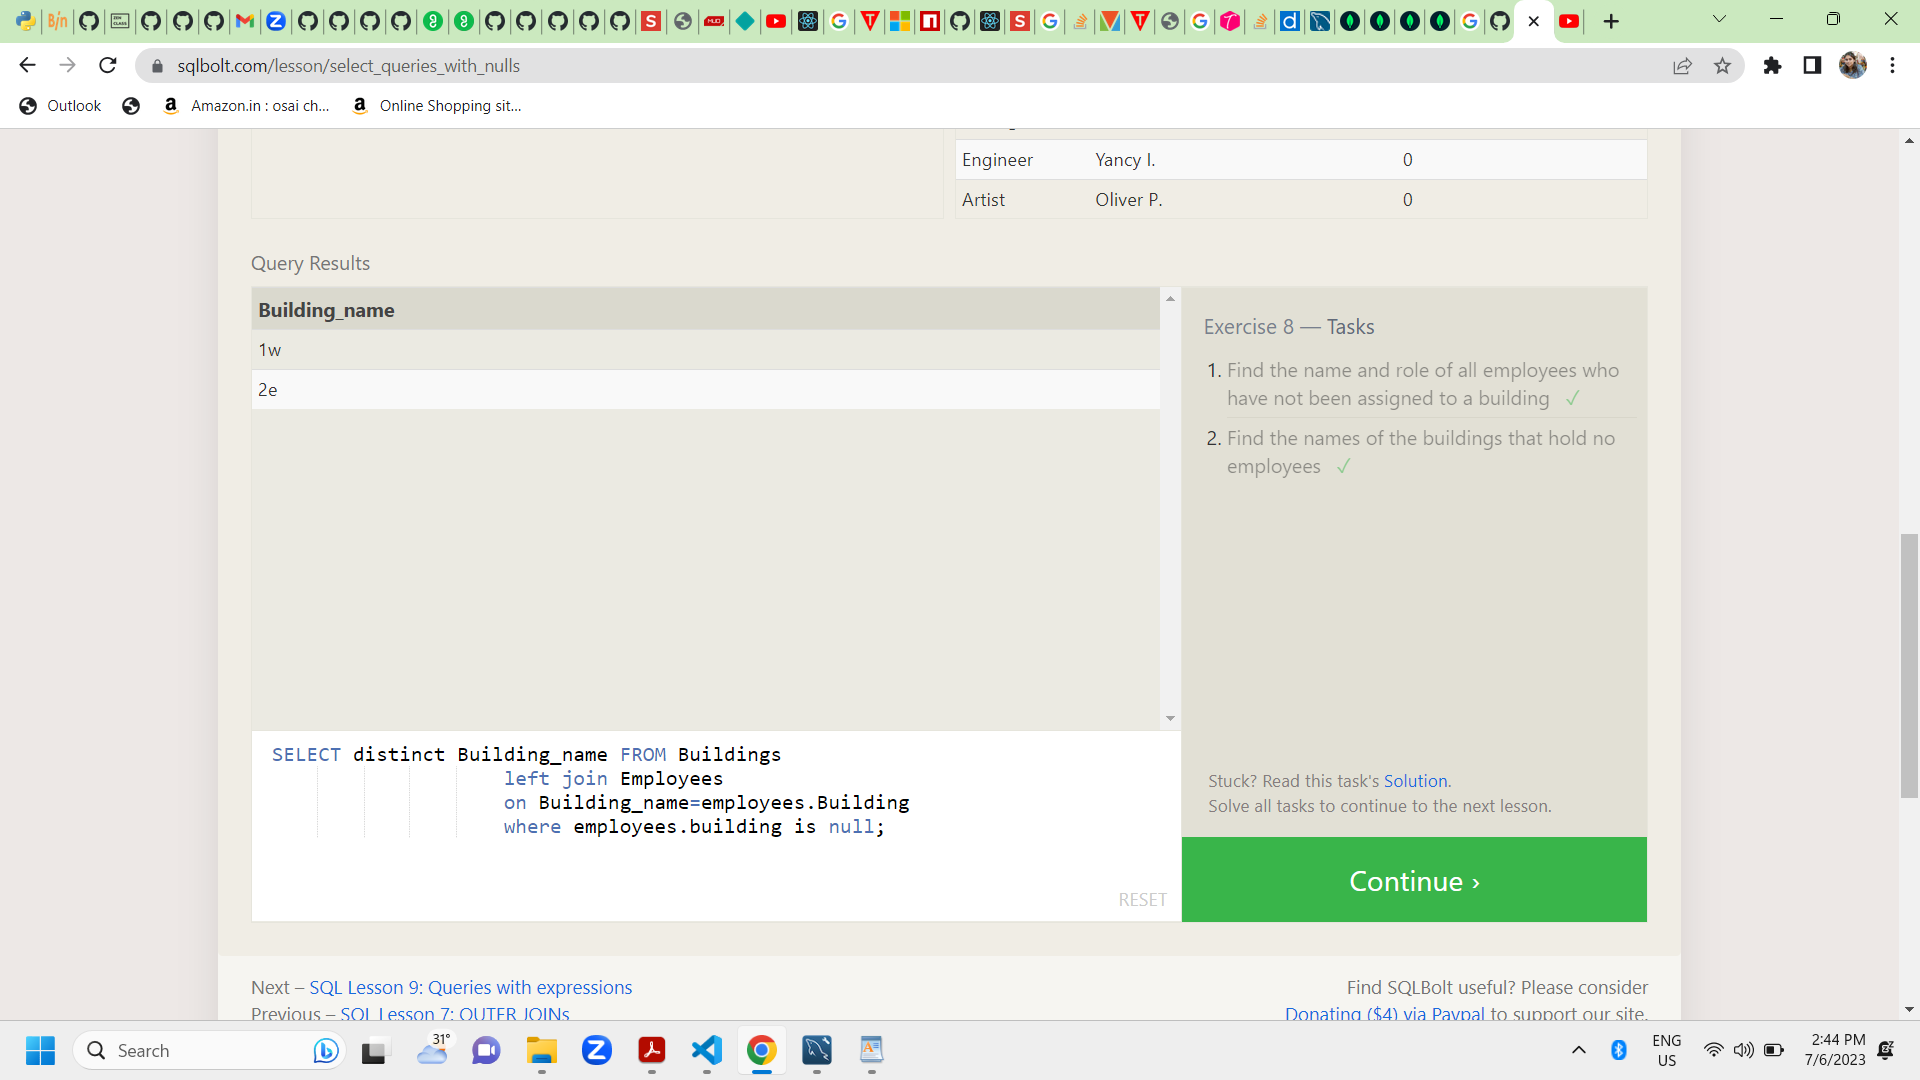 sqlbolt.com/lesson/select_queries_with_nulls
Outlook
Amazon.in : osai ch...
Online Shopping sit...
Engineer Yancy I. 0
Artist Oliver P. 0
Query Results
Building_name
1w
2e
Exercise 8 — Tasks
1. Find the name and role of all employees who
have not been assigned to a building ✓
2. Find the names of the buildings that hold no
employees ✓
SELECT distinct Building_name FROM Buildings
left join Employees
on Building_name=employees.Building
where employees.building is null;
RESET
Stuck? Read this task's Solution.
Solve all tasks to continue to the next lesson.
Continue ›
Next – SQL Lesson 9: Queries with expressions
Previous – SQL Lesson 7: OUTER JOINs
Find SQLBolt useful? Please consider
Donating ($4) via Paypal to support our site.
Search
31°
ENG
US
2:44 PM
7/6/2023